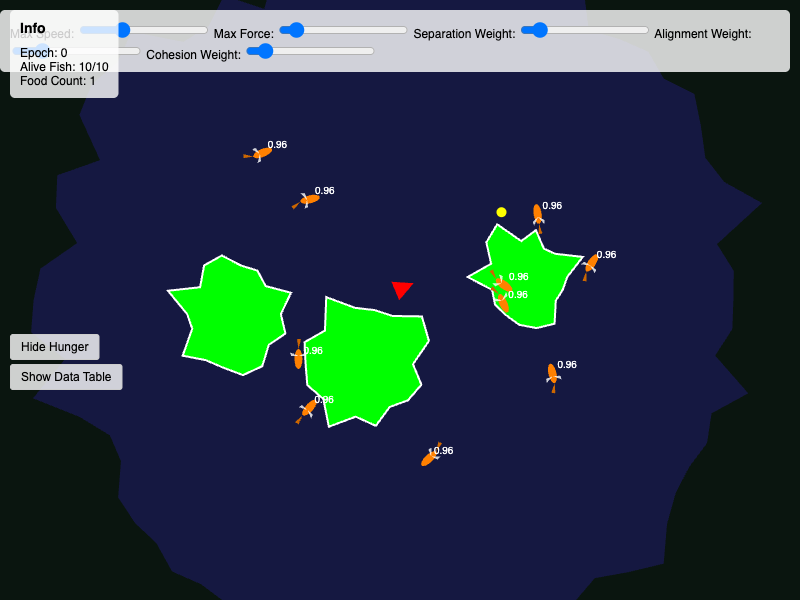 Max Speed: Max Force: Separation Weight: Alignment Weight:
Cohesion Weight:
Info
Epoch: 0
Alive Fish: 10/10
Food Count: 1
0.96
0.96
0.96
0.96
0.96
0.96
0.96
0.96
0.96
0.96
Hide Hunger
Show Data Table